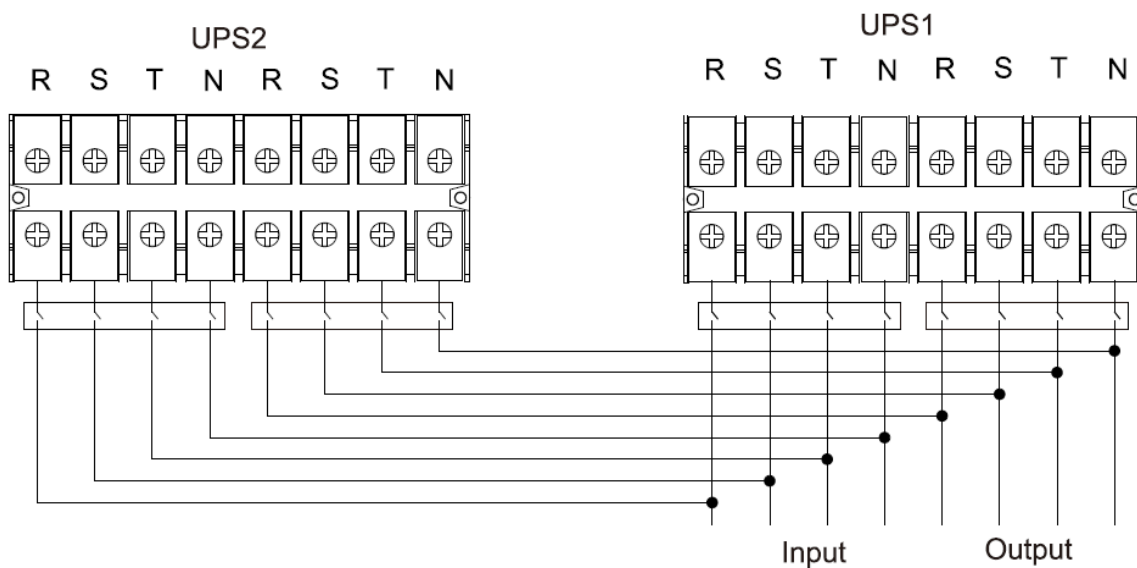 UPS2
UPS1
R S T N R S T N
R S T N R S T N
Input
Output